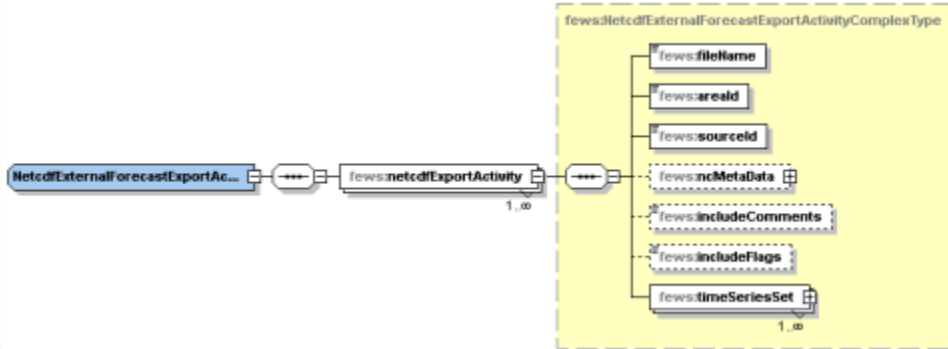 fews:NetcdfExternalForecastExportActivityComplexType
fews:fileName
fews:areaId
fews:sourceId
NetcdfExternalForecastExportAc...
fews:netcdfExportActivity
1..∞
fews:ncMetaData
fews:includeComments
fews:includeFlags
fews:timeSeriesSet
1..∞